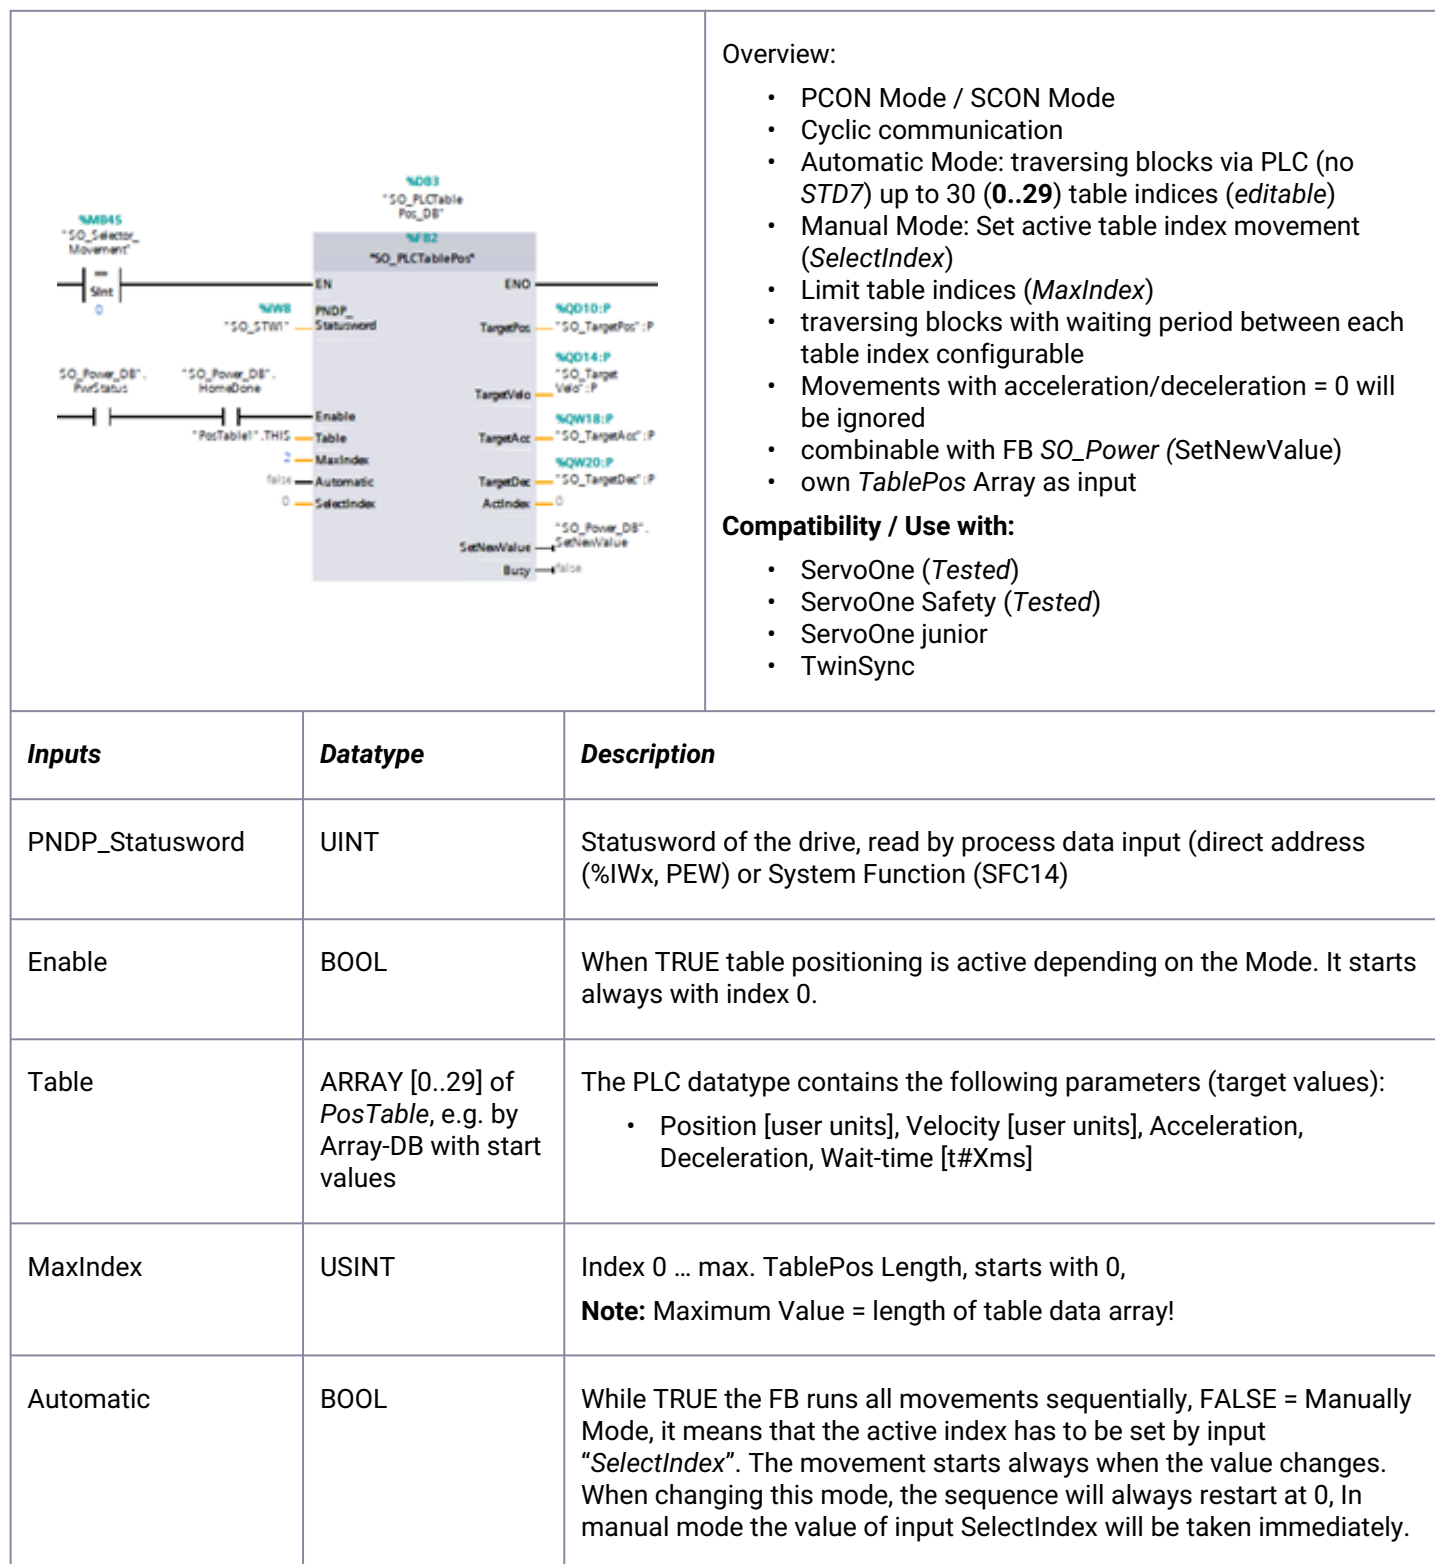 %DB3
"SO_PLCTable
Pos_DB"
%MB45
"SO_Selector_
Movement"
==
SInt
0
%FB2
"SO_PLCTablePos"
EN
ENO
%IW8
"SO_STW1"
PNDP_
Statusword
TargetPos
%QD10:P
"SO_TargetPos":P
%QD14:P
"SO_Target
Velo":P
TargetVelo
SO_Power_DB".
PwrStatus
"SO_Power_DB".
HomeDone
Enable
"PosTable1".THIS
Table
TargetAcc
%QW18:P
"SO_TargetAcc":P
2
MaxIndex
false
Automatic
TargetDec
%QW20:P
"SO_TargetDec":P
0
SelectIndex
ActIndex
0
SetNewValue
"SO_Power_DB".
SetNewValue
Busy
false
Overview:
• PCON Mode / SCON Mode
• Cyclic communication
• Automatic Mode: traversing blocks via PLC (no
STD7) up to 30 (0..29) table indices (editable)
• Manual Mode: Set active table index movement
(SelectIndex)
• Limit table indices (MaxIndex)
• traversing blocks with waiting period between each
table index configurable
• Movements with acceleration/deceleration = 0 will
be ignored
• combinable with FB SO_Power (SetNewValue)
• own TablePos Array as input
Compatibility / Use with:
• ServoOne (Tested)
• ServoOne Safety (Tested)
• ServoOne junior
• TwinSync
Inputs
Datatype
Description
PNDP_Statusword
UINT
Statusword of the drive, read by process data input (direct address
(%IWx, PEW) or System Function (SFC14)
Enable
BOOL
When TRUE table positioning is active depending on the Mode. It starts
always with index 0.
Table
ARRAY [0..29] of
PosTable, e.g. by
Array-DB with start
values
The PLC datatype contains the following parameters (target values):
• Position [user units], Velocity [user units], Acceleration,
Deceleration, Wait-time [t#Xms]
MaxIndex
USINT
Index 0 … max. TablePos Length, starts with 0,
Note: Maximum Value = length of table data array!
Automatic
BOOL
While TRUE the FB runs all movements sequentially, FALSE = Manually
Mode, it means that the active index has to be set by input
“SelectIndex”. The movement starts always when the value changes.
When changing this mode, the sequence will always restart at 0, In
manual mode the value of input SelectIndex will be taken immediately.